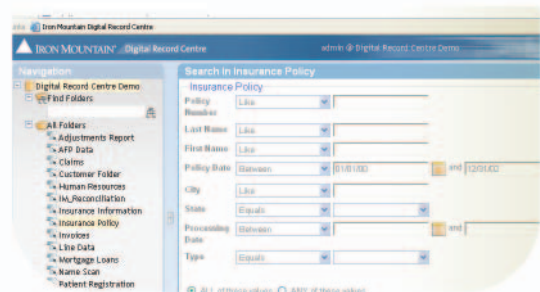 Iron Mountain Digital Record Centre
IRON MOUNTAIN® Digital Record Centre
admin @ Digital Record Centre Demo
Navigation
Digital Record Centre Demo
Find Folders
All Folders
Adjustments Report
AFP Data
Claims
Customer Folder
Human Resources
IM_Reconciliation
Insurance Information
Insurance Policy
Invoices
Line Data
Mortgage Loans
Name Scan
Patient Registration
Search in Insurance Policy
Insurance Policy
Policy Number Like
Last Name Like
First Name Like
Policy Date Between 01/01/00 and 12/01/00
City Like
State Equals
Processing Date Between and
Type Equals
ALL of these values ANY of these values